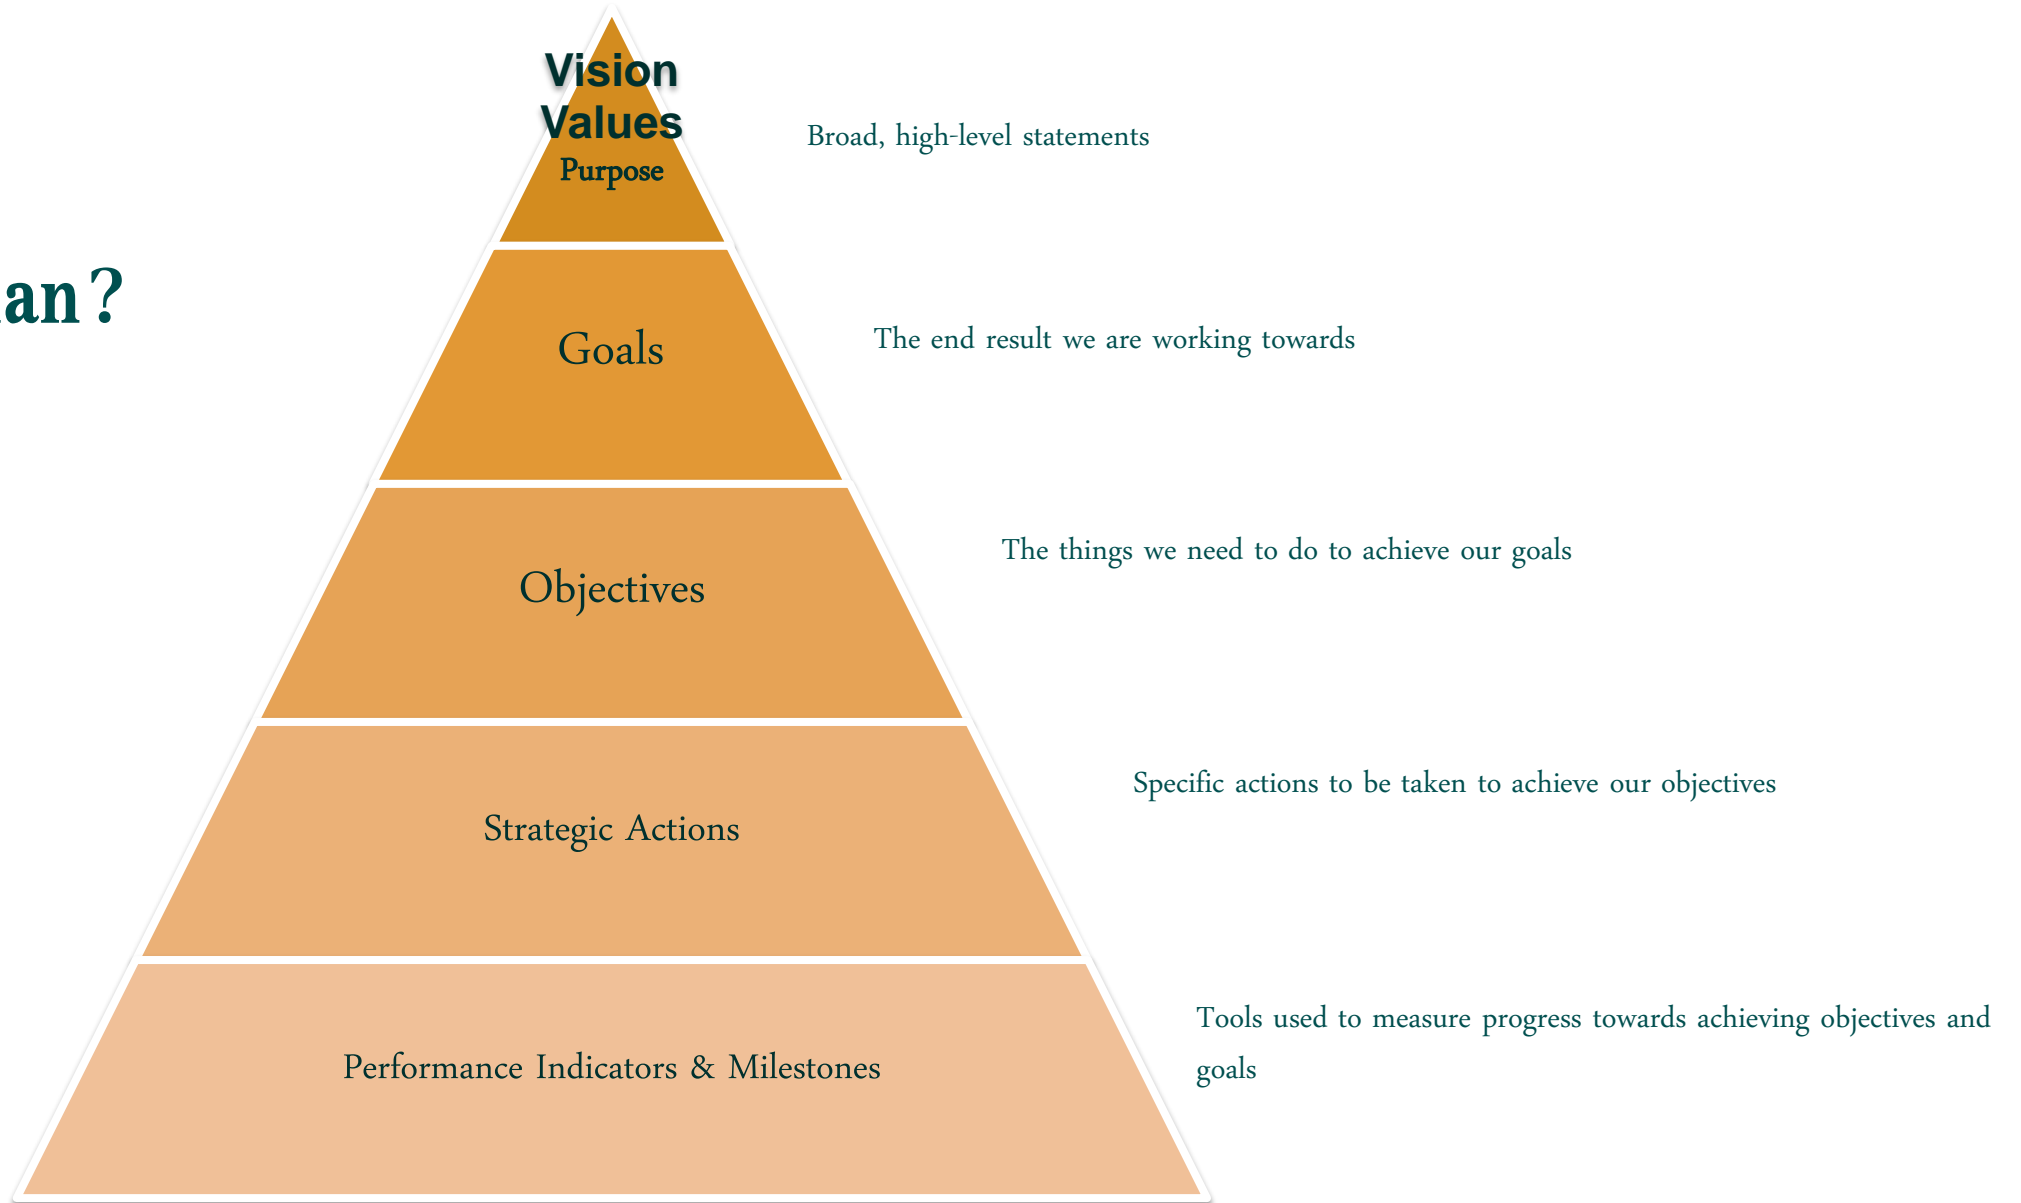 Vision
Values
Purpose
Broad, high-level statements
an?
Goals
The end result we are working towards
Objectives
The things we need to do to achieve our goals
Strategic Actions
Specific actions to be taken to achieve our objectives
Performance Indicators & Milestones
Tools used to measure progress towards achieving objectives and
goals